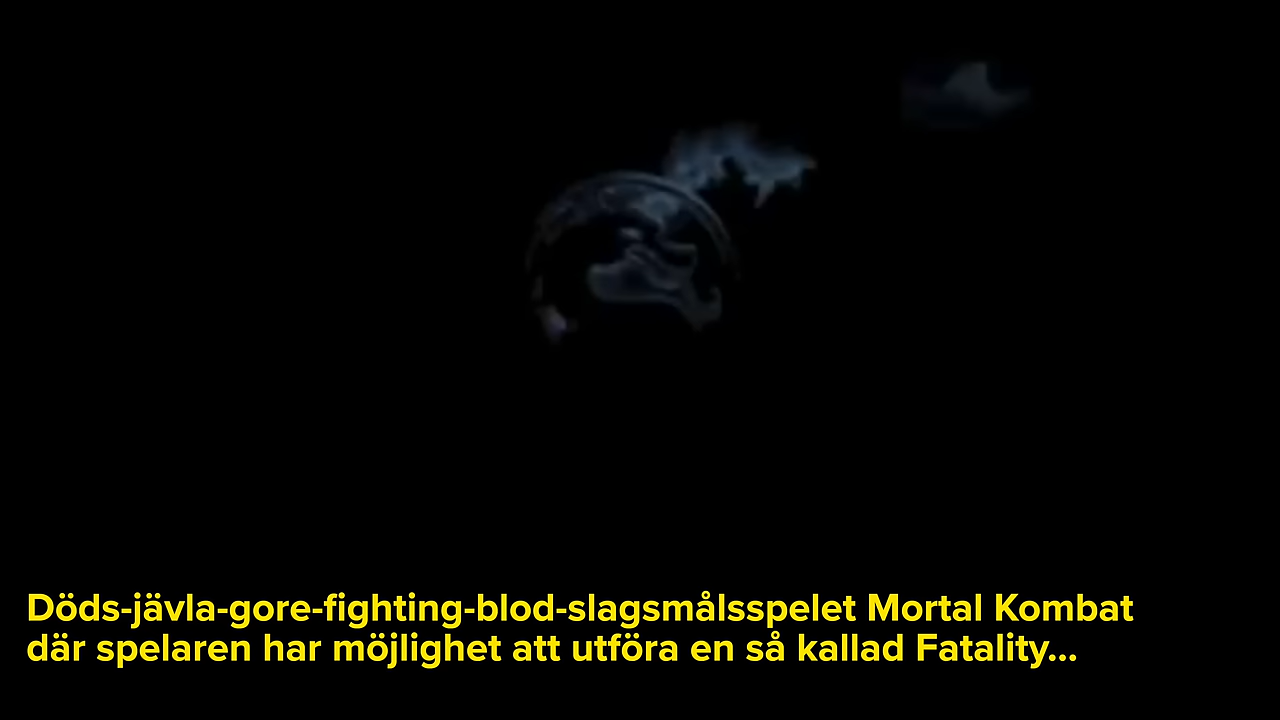 Döds-jävla-gore-fighting-blod-slagsmålsspelet Mortal Kombat
där spelaren har möjlighet att utföra en så kallad Fatality...